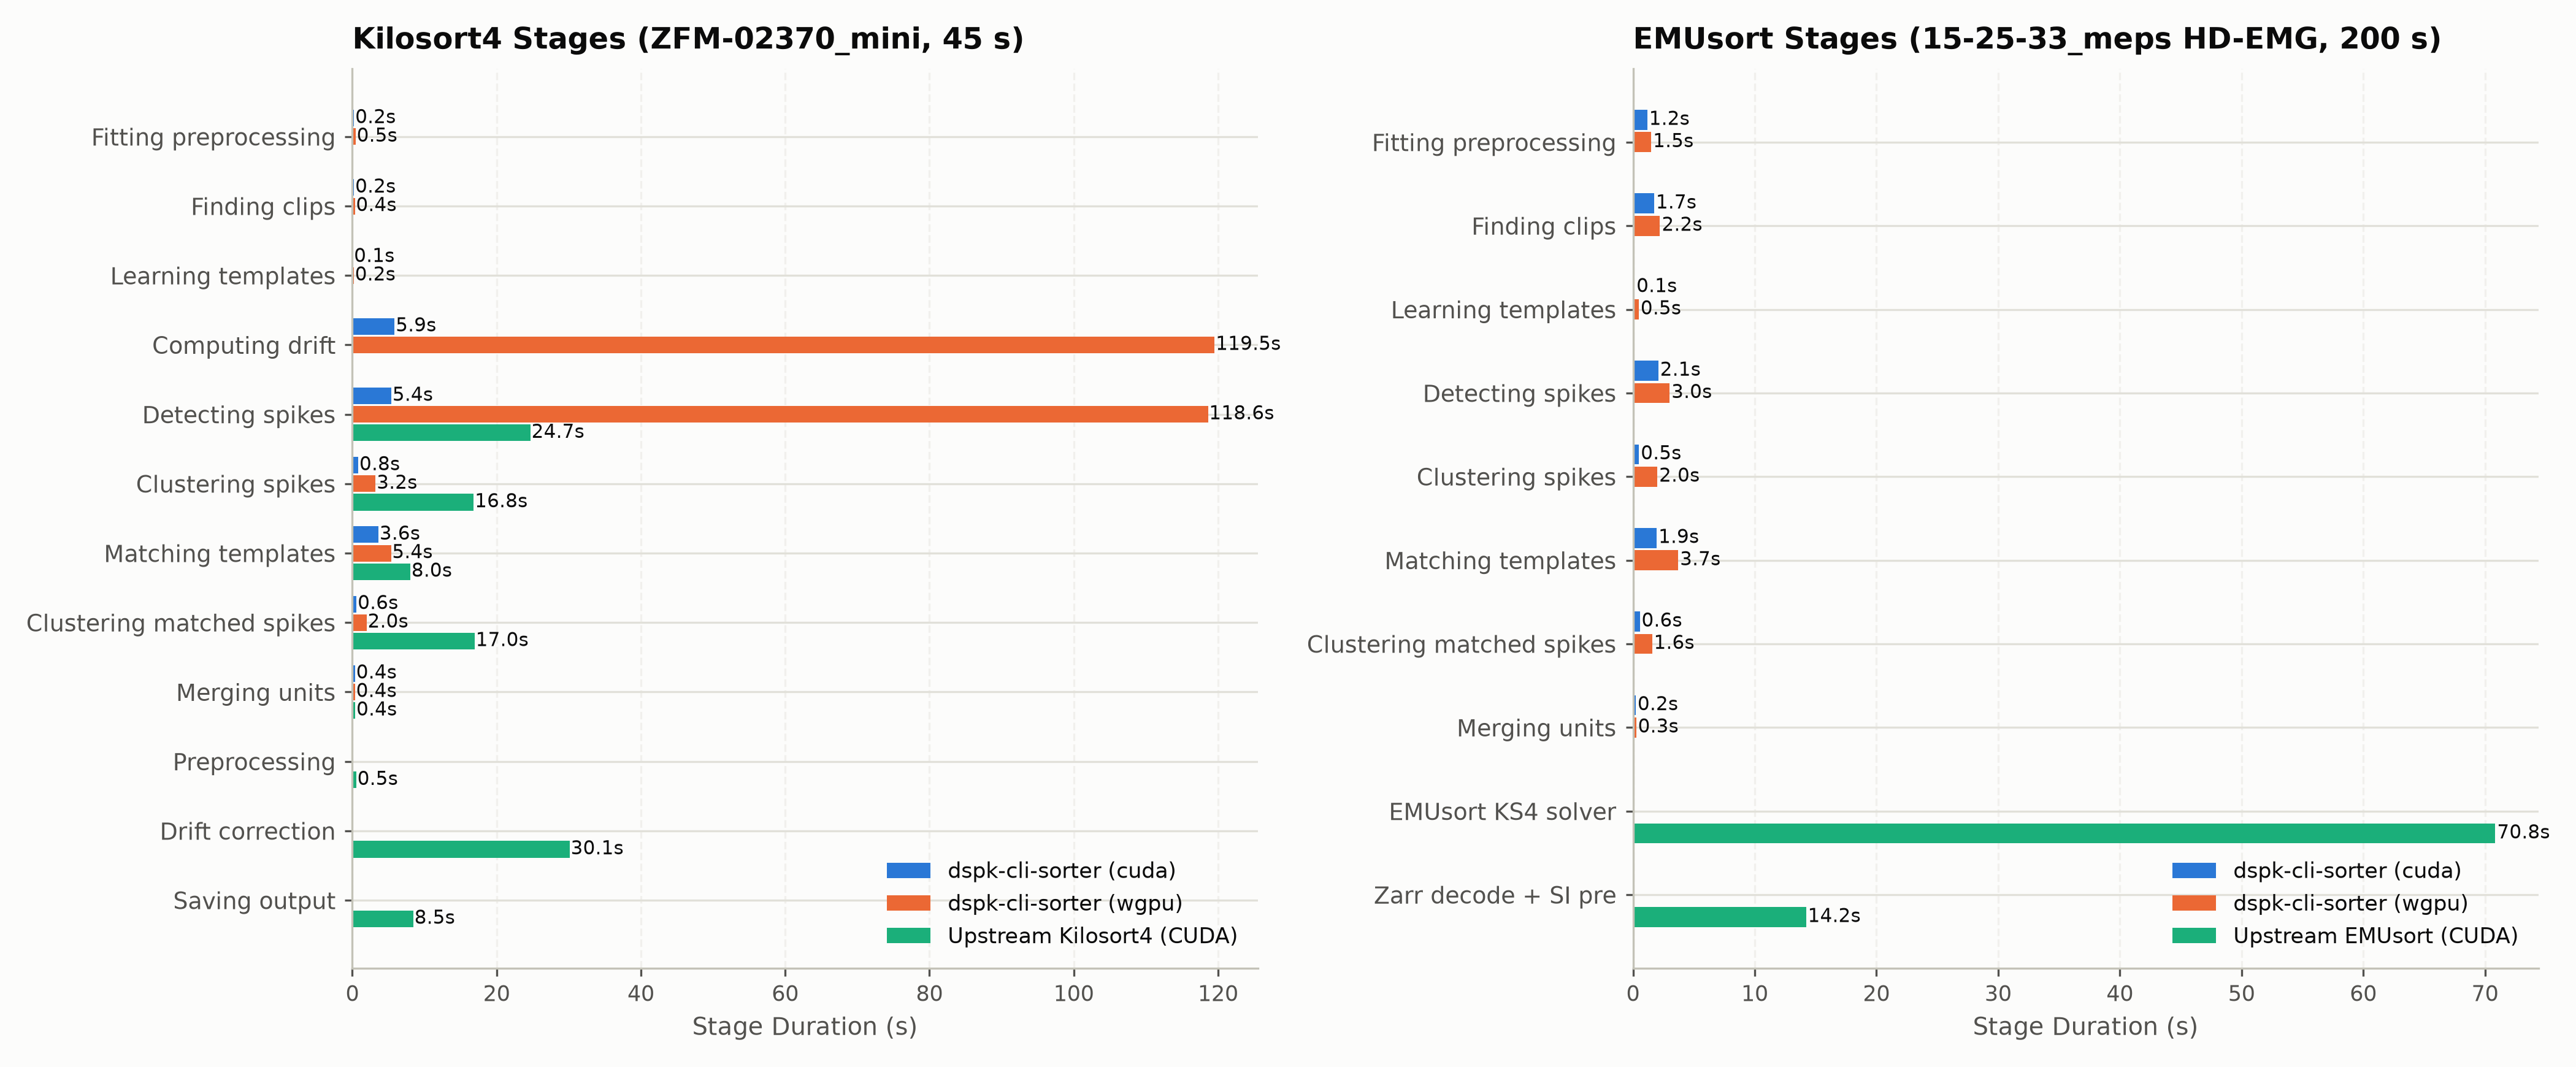 Kilosort4 Stages (ZFM-02370_mini, 45 s)
Fitting preprocessing
0.2s
0.5s
Finding clips
0.2s
0.4s
Learning templates
0.1s
0.2s
Computing drift
5.9s
119.5s
Detecting spikes
5.4s
118.6s
24.7s
Clustering spikes
0.8s
3.2s
16.8s
Matching templates
3.6s
5.4s
8.0s
Clustering matched spikes
0.6s
2.0s
17.0s
Merging units
0.4s
0.4s
0.4s
Preprocessing
0.5s
Drift correction
30.1s
Saving output
8.5s
dspk-cli-sorter (cuda)
dspk-cli-sorter (wgpu)
Upstream Kilosort4 (CUDA)
0 20 40 60 80 100 120
Stage Duration (s)
EMUsort Stages (15-25-33_meps HD-EMG, 200 s)
Fitting preprocessing
1.2s
1.5s
Finding clips
1.7s
2.2s
Learning templates
0.1s
0.5s
Detecting spikes
2.1s
3.0s
Clustering spikes
0.5s
2.0s
Matching templates
1.9s
3.7s
Clustering matched spikes
0.6s
1.6s
Merging units
0.2s
0.3s
EMUsort KS4 solver
70.8s
Zarr decode + SI pre
14.2s
dspk-cli-sorter (cuda)
dspk-cli-sorter (wgpu)
Upstream EMUsort (CUDA)
0 10 20 30 40 50 60 70
Stage Duration (s)